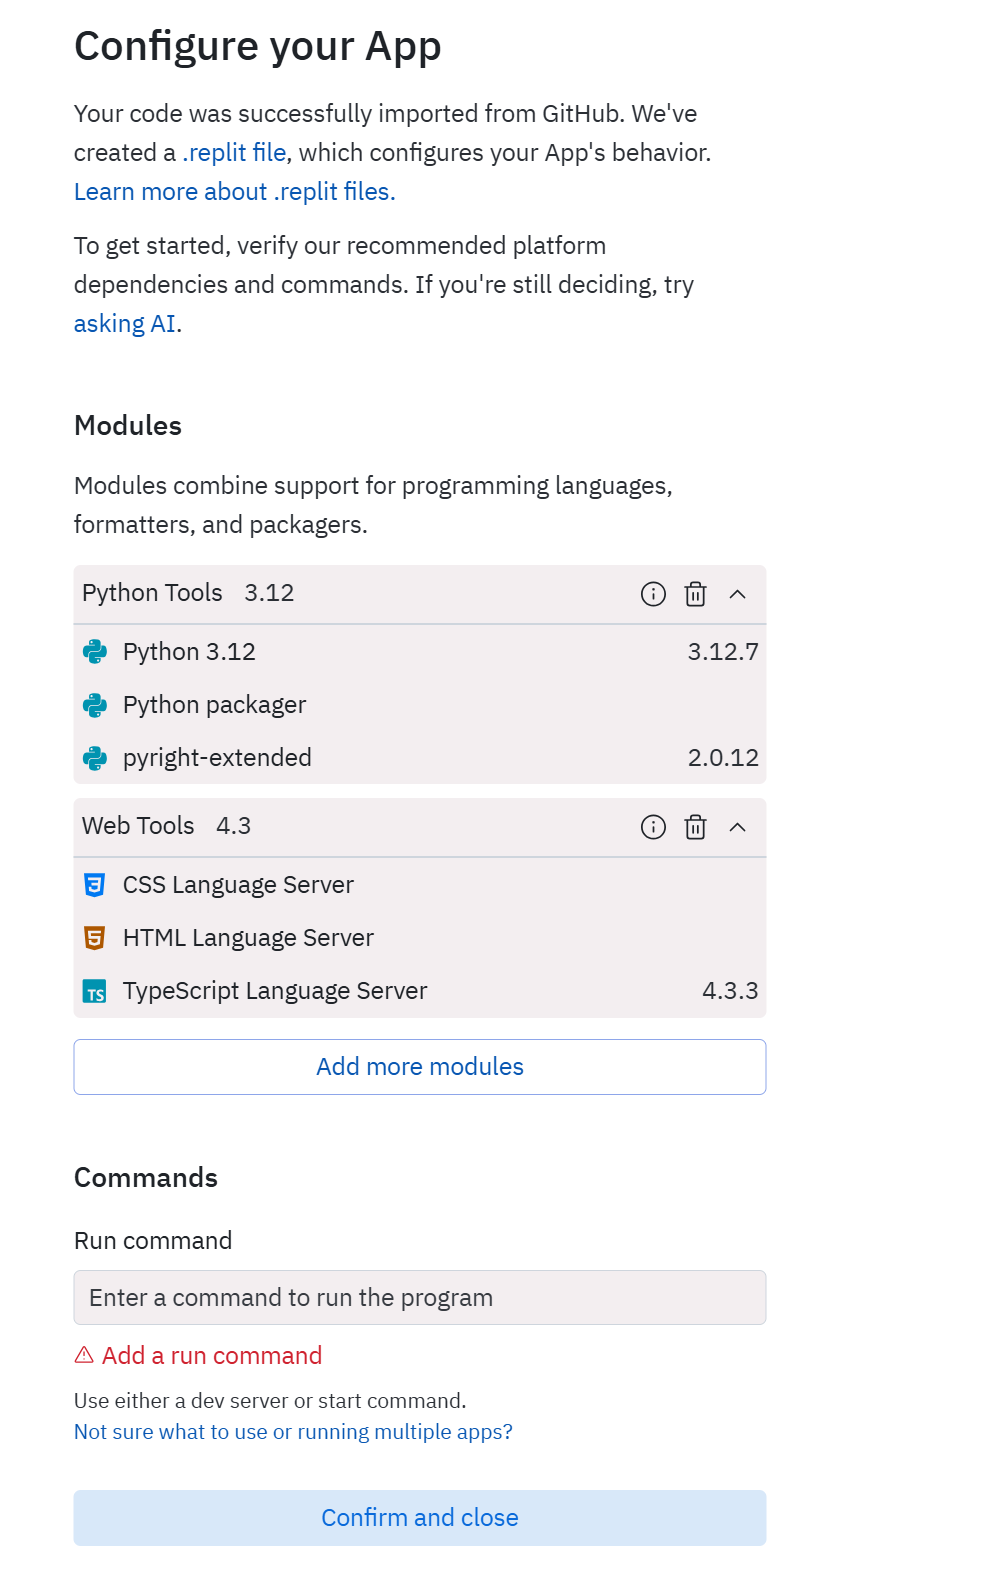 Configure your App
Your code was successfully imported from GitHub. We've
created a .replit file, which configures your App's behavior.
Learn more about .replit files.
To get started, verify our recommended platform
dependencies and commands. If you're still deciding, try
asking AI.
Modules
Modules combine support for programming languages,
formatters, and packagers.
Python Tools 3.12
Python 3.12 3.12.7
Python packager
pyright-extended 2.0.12
Web Tools 4.3
CSS Language Server
HTML Language Server
TS TypeScript Language Server 4.3.3
Add more modules
Commands
Run command
Enter a command to run the program
Add a run command
Use either a dev server or start command.
Not sure what to use or running multiple apps?
Confirm and close